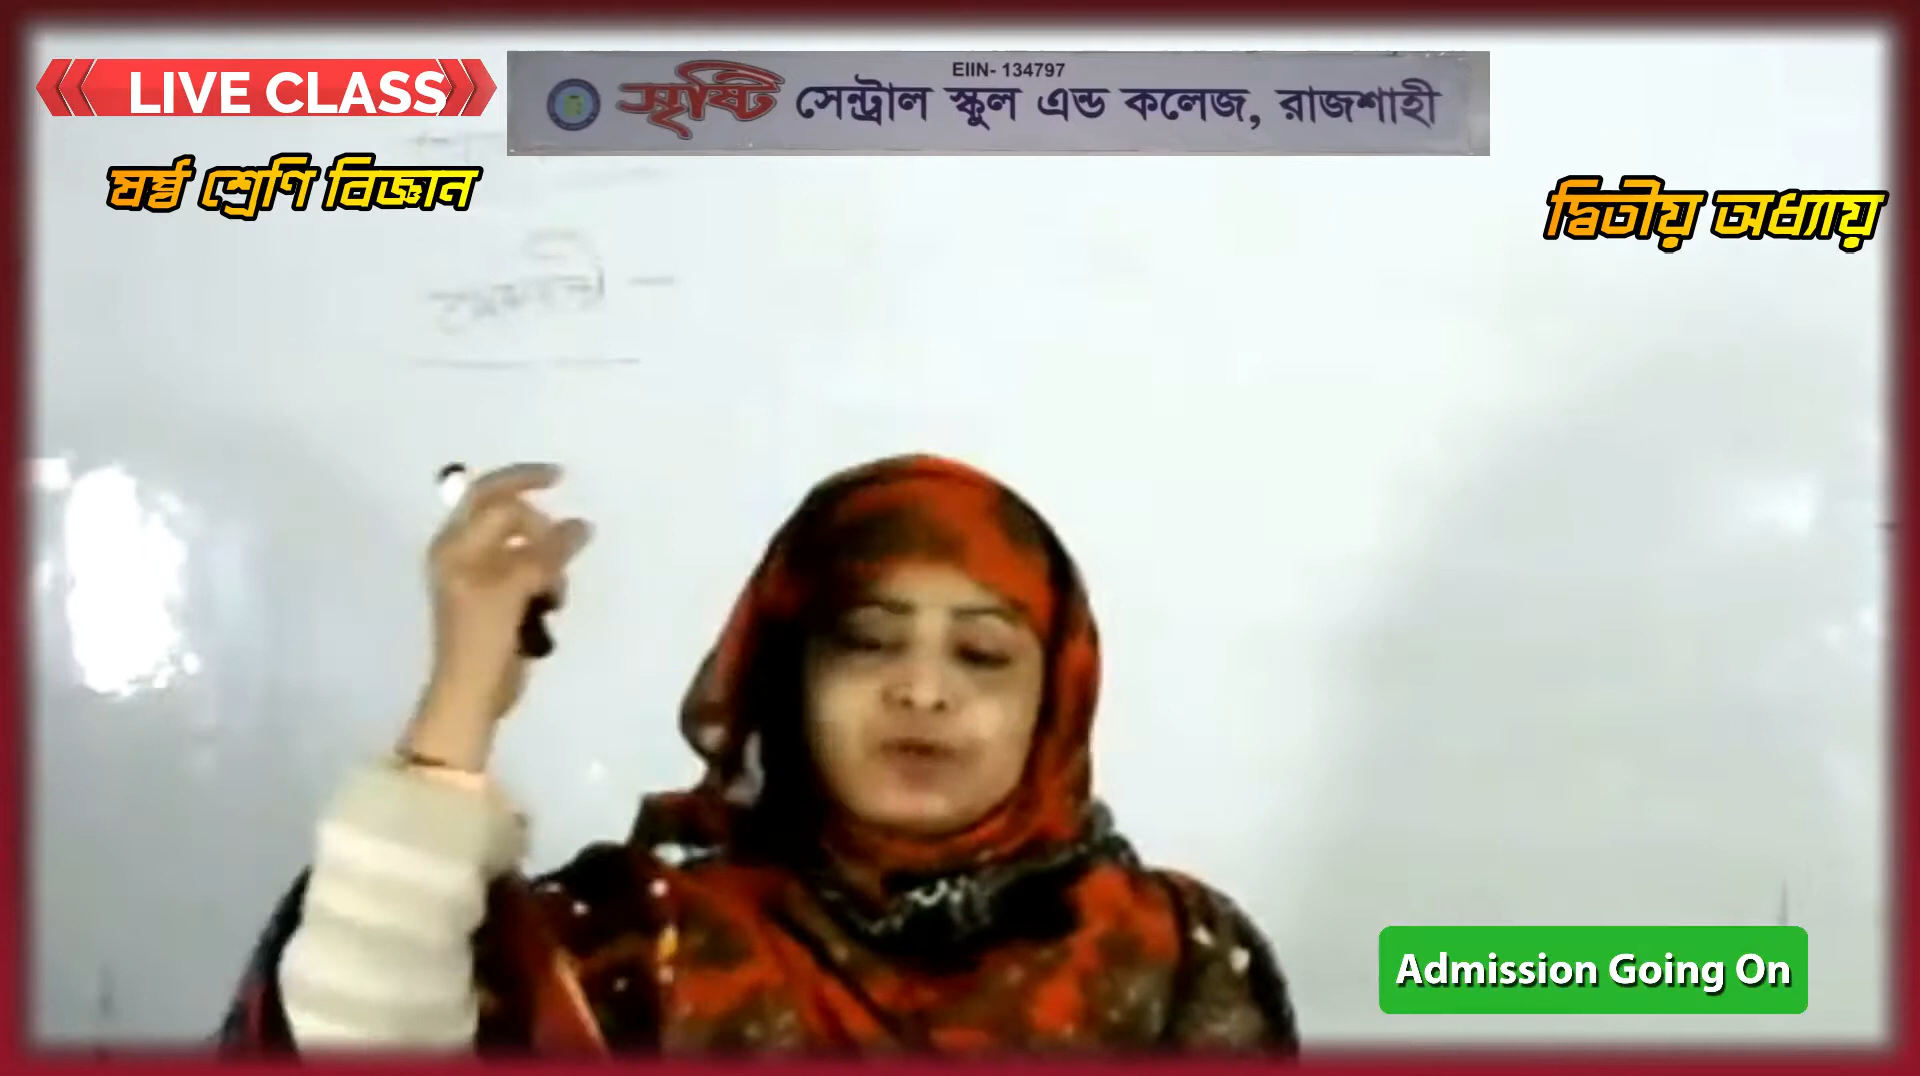 LIVE CLASS
EIIN- 134797
সৃষ্টি সেন্ট্রাল স্কুল এন্ড কলেজ, রাজশাহী
ষষ্ঠ শ্রেণি বিজ্ঞান
দ্বিতীয় অধ্যায়
Admission Going On